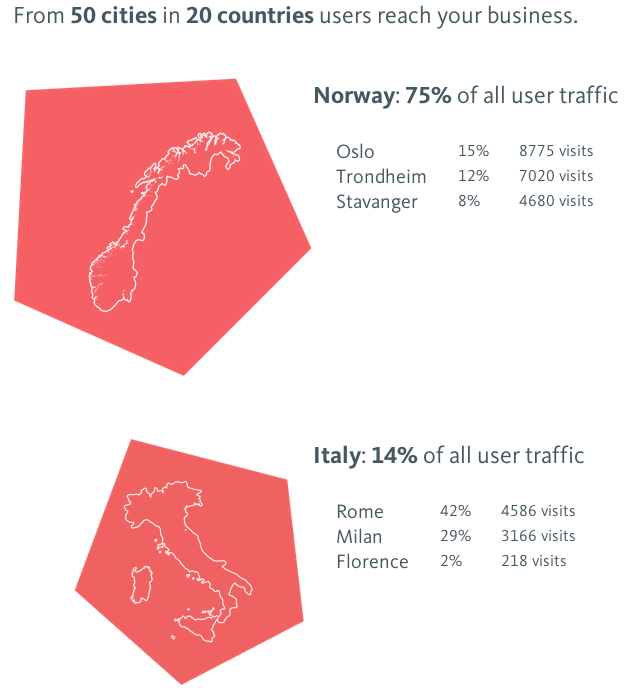 From 50 cities in 20 countries users reach your business.
Norway: 75% of all user traffic
Oslo 15% 8775 visits
Trondheim 12% 7020 visits
Stavanger 8% 4680 visits
Italy: 14% of all user traffic
Rome 42% 4586 visits
Milan 29% 3166 visits
Florence 2% 218 visits